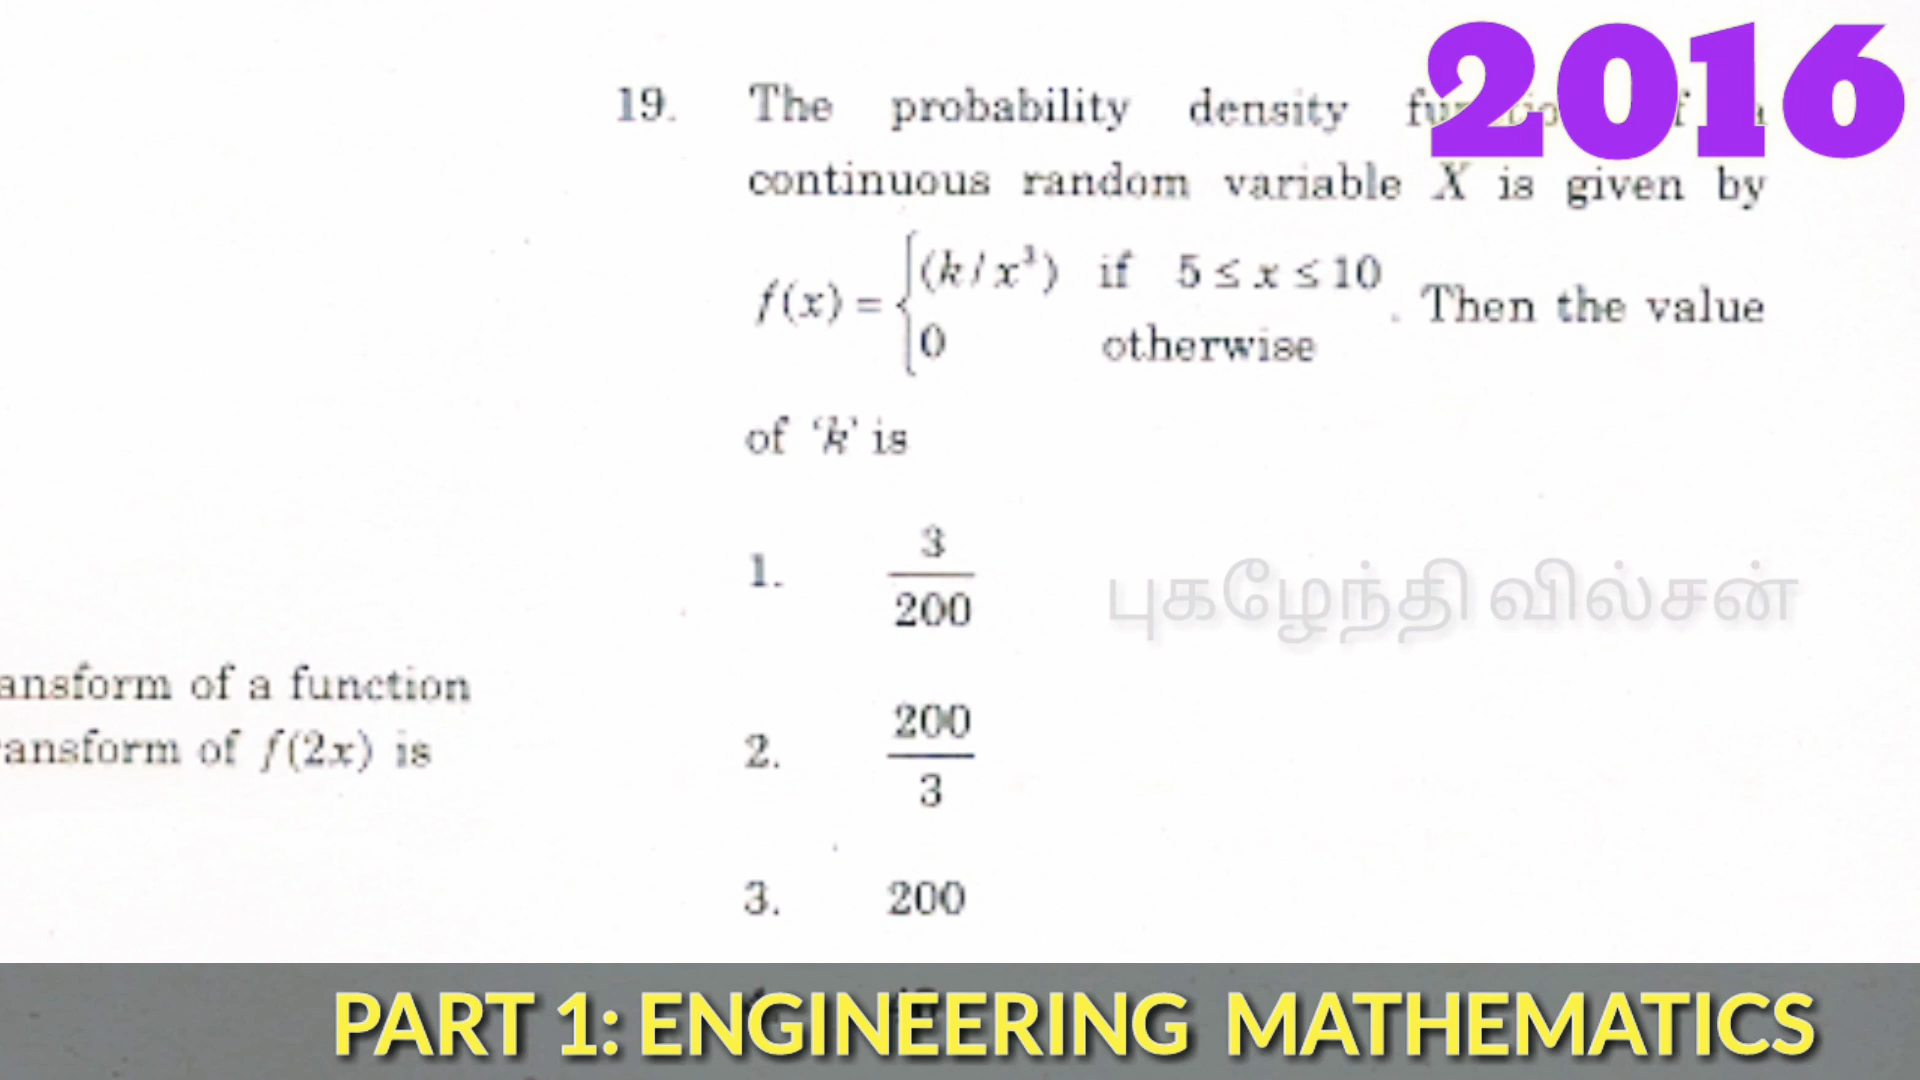 2016
19. The probability density
continuous random variable X is given by
f(x) = { (k/x³) if 5 ≤ x ≤ 10
0 otherwise . Then the value
of ‘k’ is
1. 3/200
புகழேந்தி வில்சன்
ansform of a function
ansform of f(2x) is
2. 200/3
3. 200
PART 1: ENGINEERING MATHEMATICS